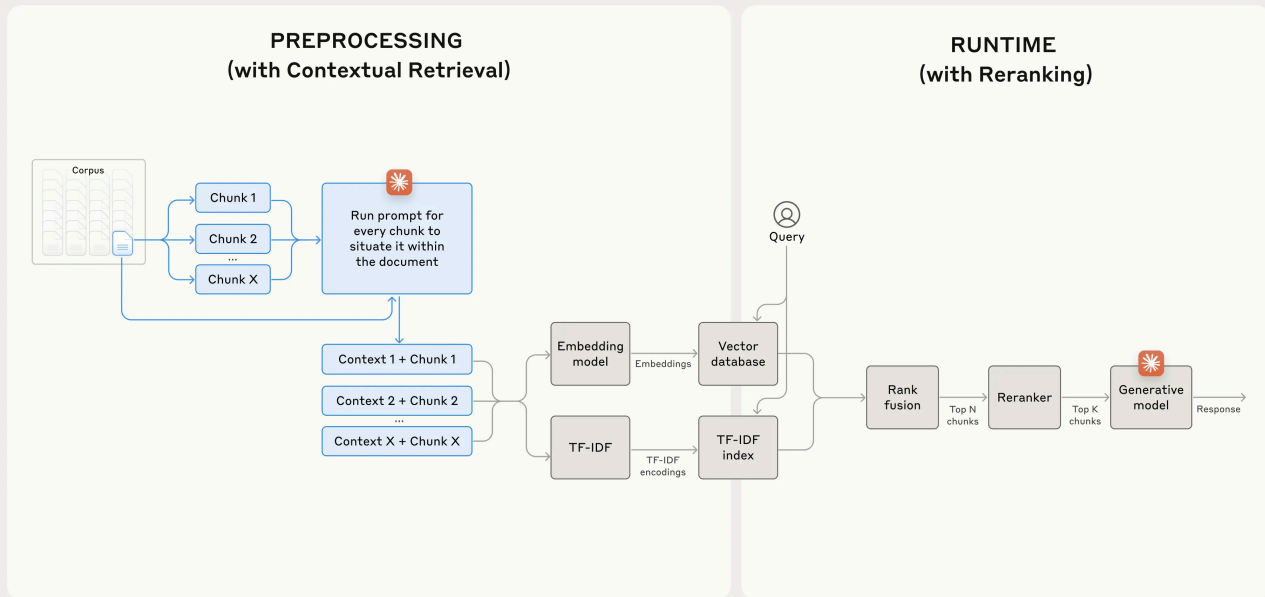 PREPROCESSING
(with Contextual Retrieval)
Corpus
Chunk 1
Chunk 2
...
Chunk X
Run prompt for
every chunk to
situate it within
the document
Context 1 + Chunk 1
Context 2 + Chunk 2
...
Context X + Chunk X
Embedding
model
Embeddings
Vector
database
TF-IDF
TF-IDF
encodings
TF-IDF
index
RUNTIME
(with Reranking)
Query
Rank
fusion
Top N
chunks
Reranker
Top K
chunks
Generative
model
Response